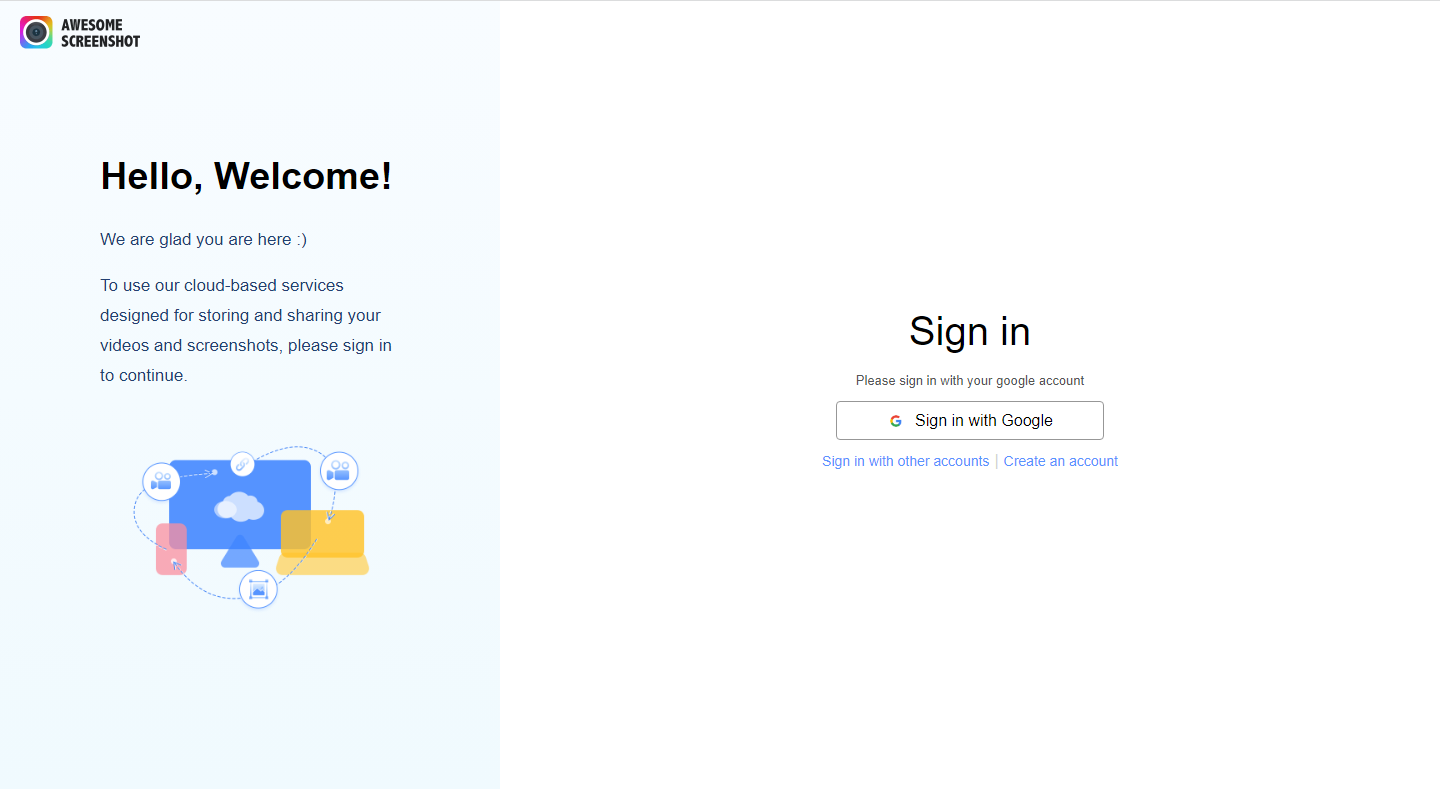 AWESOME
SCREENSHOT
Hello, Welcome!
We are glad you are here :)
To use our cloud-based services
designed for storing and sharing your
videos and screenshots, please sign in
to continue.
Sign in
Please sign in with your google account
Sign in with Google
Sign in with other accounts | Create an account